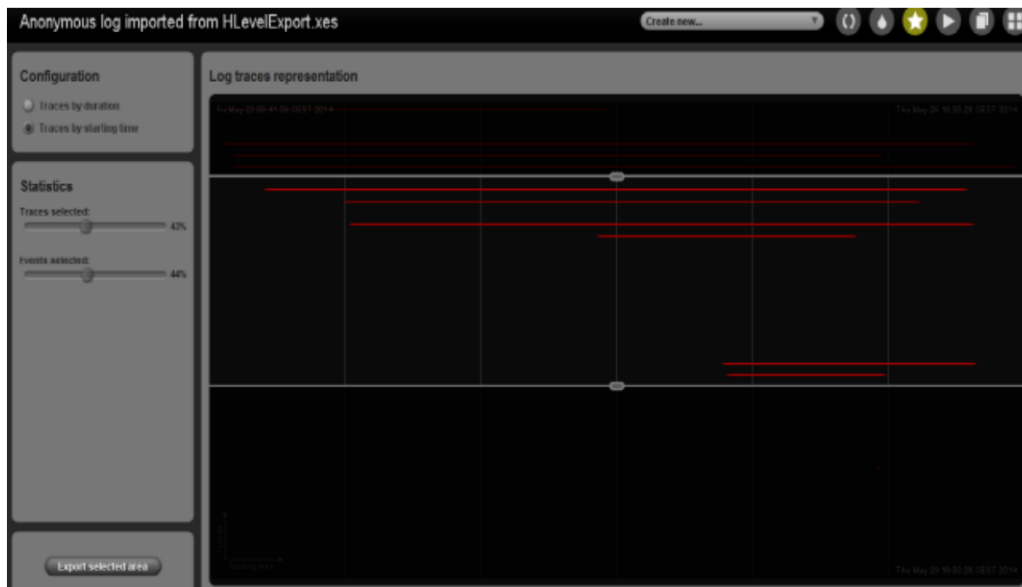 Anonymous log imported from HLevelExport.xes
Create new...
Configuration
Traces by duration
Traces by starting time
Statistics
Traces selected:
43%
Events selected:
44%
Export selected area
Log traces representation